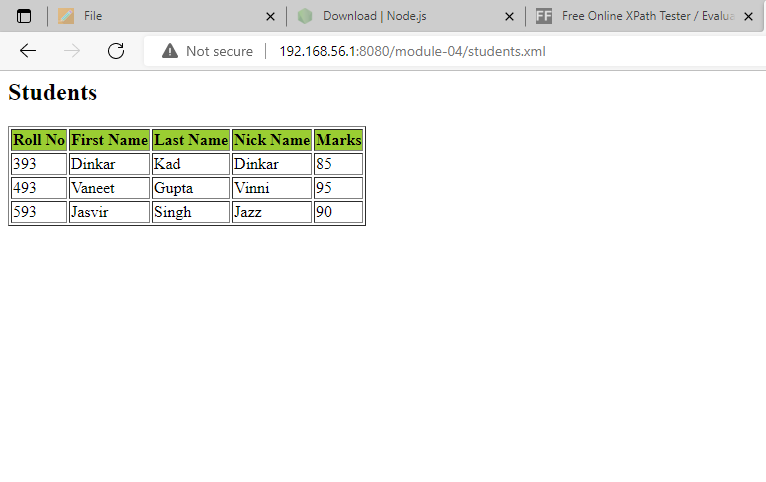 File Download | Node.js Free Online XPath Tester / Evalua
Not secure 192.168.56.1:8080/module-04/students.xml
Students
Roll No First Name Last Name Nick Name Marks
393 Dinkar Kad Dinkar 85
493 Vaneet Gupta Vinni 95
593 Jasvir Singh Jazz 90